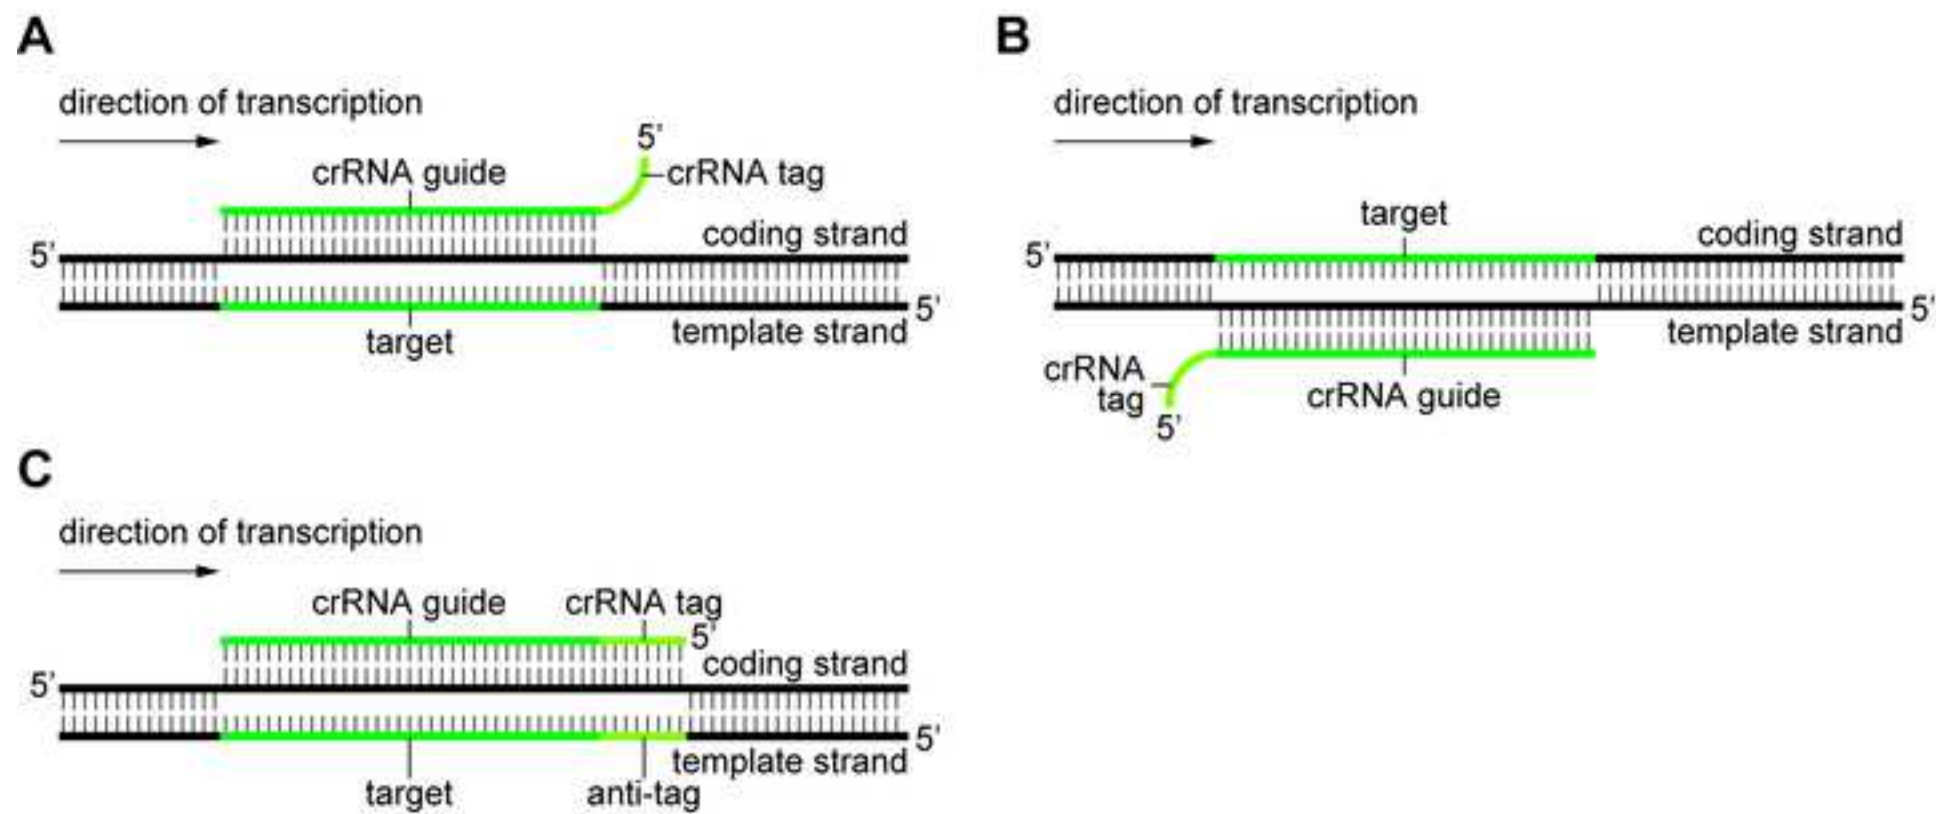 A
direction of transcription
5'
crRNA guide
crRNA tag
coding strand
5'
5'
template strand
target
B
direction of transcription
target
coding strand
5'
5'
template strand
crRNA
tag
crRNA guide
5'
C
direction of transcription
crRNA guide crRNA tag
5'
coding strand
5'
5'
template strand
target anti-tag